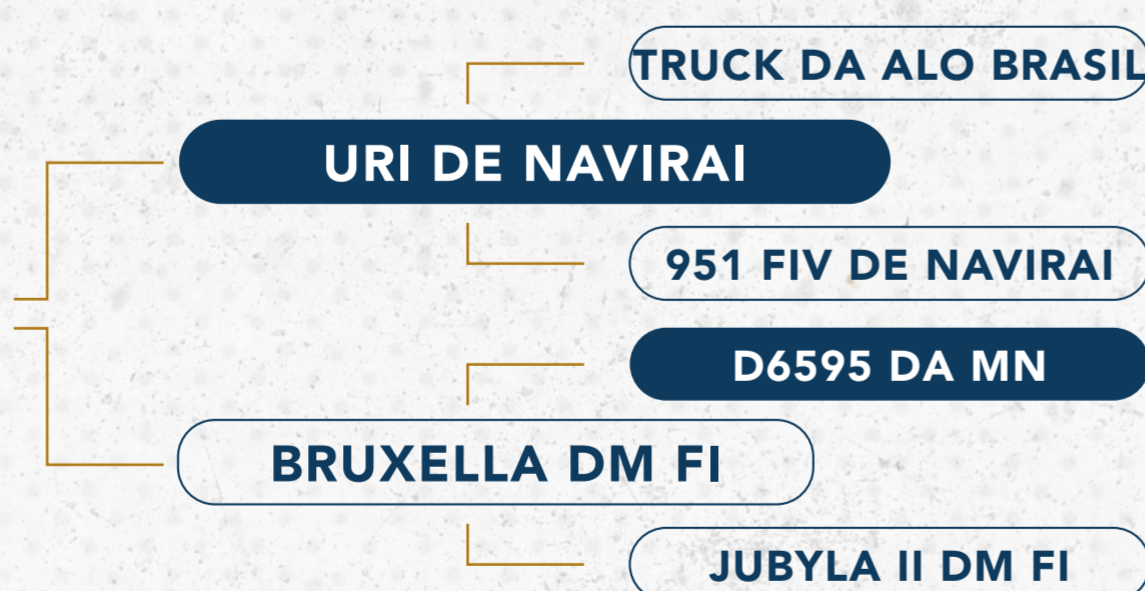 TRUCK DA ALO BRASIL
URI DE NAVIRAI
951 FIV DE NAVIRAI
D6595 DA MN
BRUXELLA DM FI
JUBYLA II DM FI